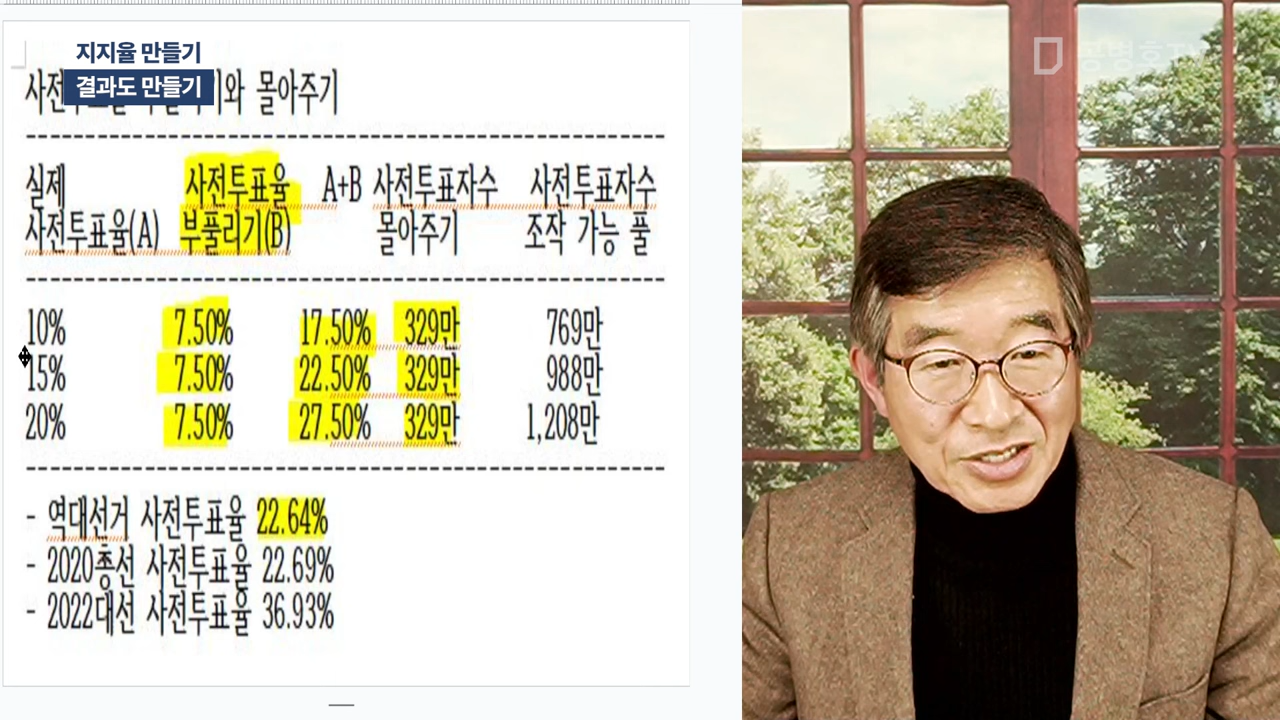 지지율 만들기
결과도 만들기
사전 와 몰아주기
실제 사전투표율 A+B 사전투표자수 사전투표자수
사전투표율(A) 부풀리기(B) 몰아주기 조작 가능 풀
10% 7.50% 17.50% 329만 769만
15% 7.50% 22.50% 329만 988만
20% 7.50% 27.50% 329만 1,208만
- 역대선거 사전투표율 22.64%
- 2020총선 사전투표율 22.69%
- 2022대선 사전투표율 36.93%
공병호TV